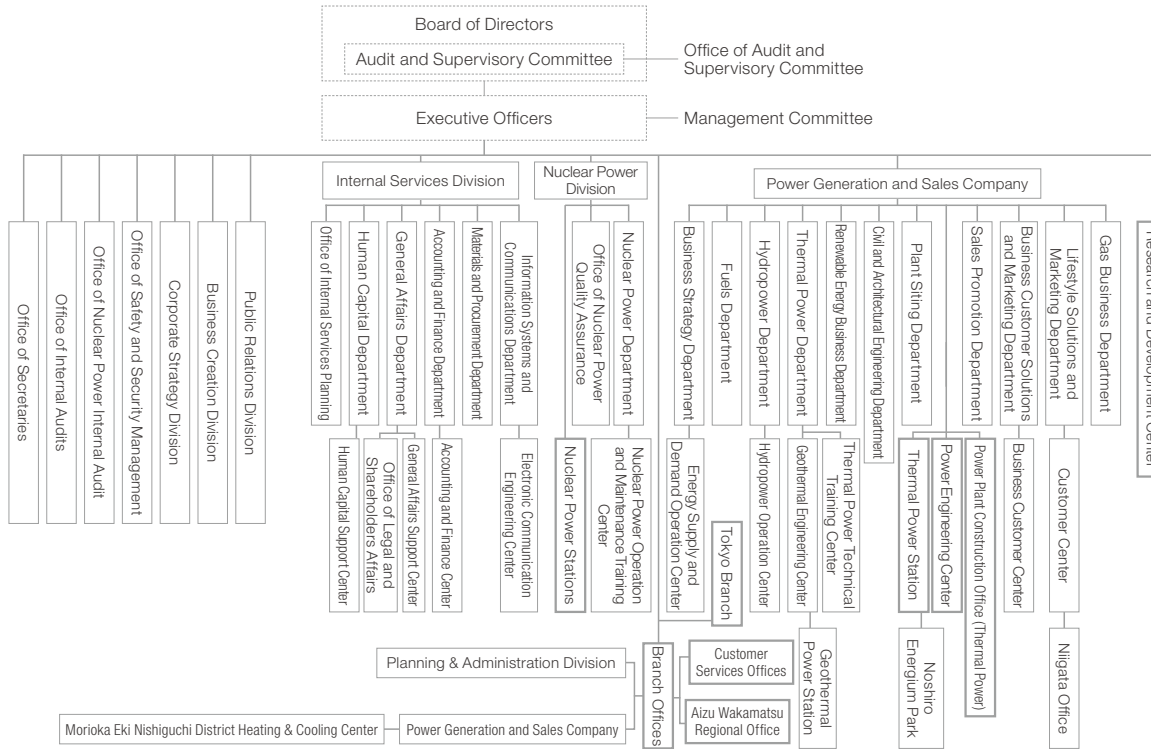 Board of Directors
Audit and Supervisory Committee
Office of Audit and
Supervisory Committee
Executive Officers
Management Committee
Internal Services Division
Nuclear Power
Division
Power Generation and Sales Company
Office of Secretaries
Office of Internal Audits
Office of Nuclear Power Internal Audit
Office of Safety and Security Management
Corporate Strategy Division
Business Creation Division
Public Relations Division
Office of Internal Services Planning
Human Capital Department
General Affairs Department
Accounting and Finance Department
Materials and Procurement Department
Information Systems and
Communications Department
Office of Nuclear Power
Quality Assurance
Nuclear Power Department
Business Strategy Department
Fuels Department
Hydropower Department
Thermal Power Department
Renewable Energy Business Department
Civil and Architectural Engineering Department
Plant Siting Department
Sales Promotion Department
Business Customer Solutions
and Marketing Department
Lifestyle Solutions and
Marketing Department
Gas Business Department
Research and Development Center
Human Capital Support Center
Office of Legal and
Shareholders Affairs
General Affairs Support Center
Accounting and Finance Center
Electronic Communication
Engineering Center
Nuclear Power Stations
Nuclear Power Operation
and Maintenance Training
Center
Energy Supply and
Demand Operation Center
Tokyo Branch
Hydropower Operation Center
Geothermal Engineering Center
Thermal Power Technical
Training Center
Thermal Power Station
Power Engineering Center
Power Plant Construction Office (Thermal Power)
Business Customer Center
Customer Center
Planning & Administration Division
Branch Offices
Customer
Services Offices
Geothermal
Power Station
Noshiro
Energium Park
Niigata Office
Morioka Eki Nishiguchi District Heating & Cooling Center
Power Generation and Sales Company
Aizu Wakamatsu
Regional Office